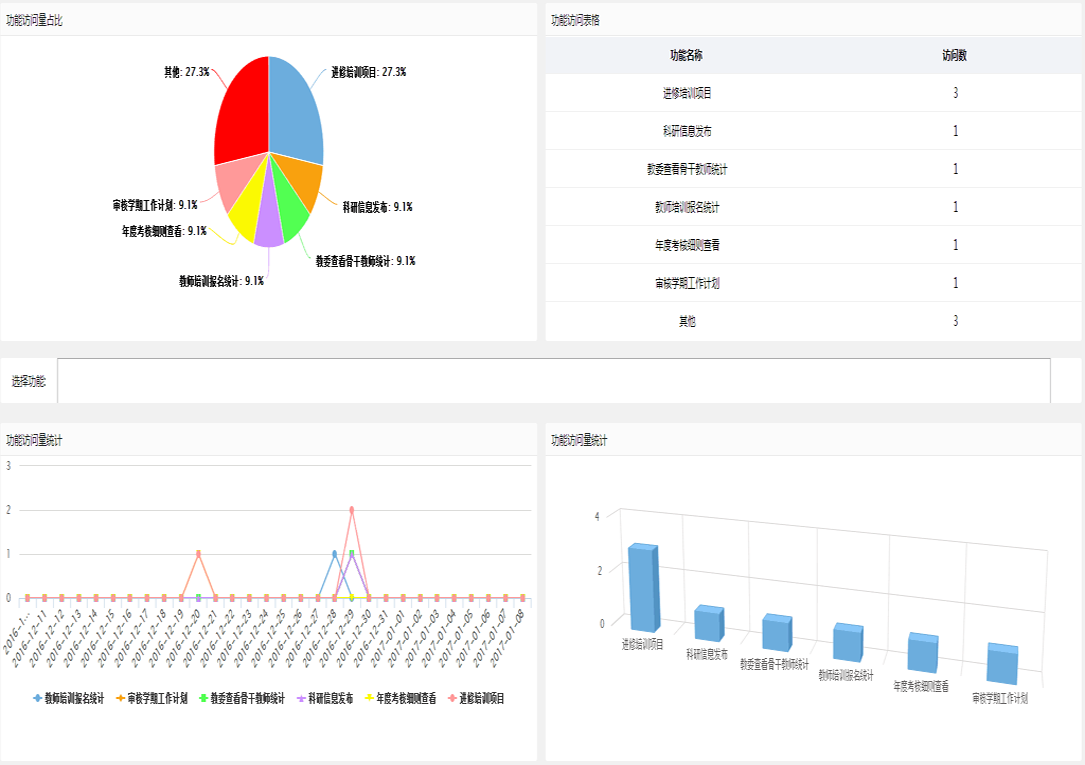 功能访问量占比
其他: 27.3%
进修培训项目: 27.3%
审核学期工作计划: 9.1%
科研信息发布: 9.1%
年度考核细则查看: 9.1%
教委查看骨干教师统计: 9.1%
教师培训报名统计: 9.1%
功能访问表格
功能名称 访问数
进修培训项目 3
科研信息发布 1
教委查看骨干教师统计 1
教师培训报名统计 1
年度考核细则查看 1
审核学期工作计划 1
其他 3
选择功能:
功能访问量统计
3
2
1
0
2016-1...
2016-12-11
2016-12-12
2016-12-13
2016-12-14
2016-12-15
2016-12-16
2016-12-17
2016-12-18
2016-12-19
2016-12-20
2016-12-21
2016-12-22
2016-12-23
2016-12-24
2016-12-25
2016-12-26
2016-12-27
2016-12-28
2016-12-29
2016-12-30
2016-12-31
2017-01-01
2017-01-02
2017-01-03
2017-01-04
2017-01-05
2017-01-06
2017-01-07
2017-01-08
教师培训报名统计 审核学期工作计划 教委查看骨干教师统计 科研信息发布 年度考核细则查看 进修培训项目
功能访问量统计
4
2
0
进修培训项目
科研信息发布
教委查看骨干教师统计
教师培训报名统计
年度考核细则查看
审核学期工作计划